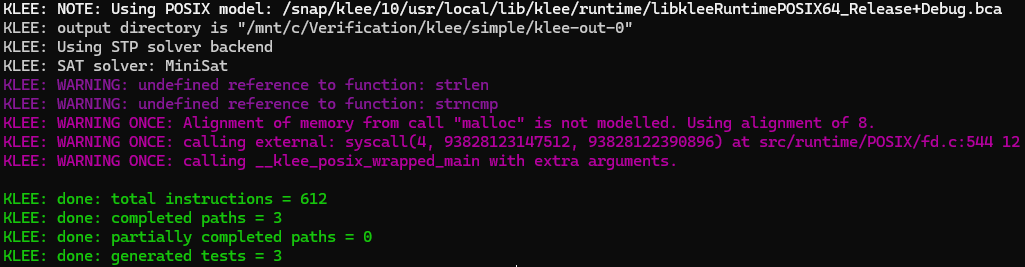 KLEE: NOTE: Using POSIX model: /snap/klee/10/usr/local/lib/klee/runtime/libkleeRuntimePOSIX64_Release+Debug.bca
KLEE: output directory is "/mnt/c/Verification/klee/simple/klee-out-0"
KLEE: Using STP solver backend
KLEE: SAT solver: MiniSat
KLEE: WARNING: undefined reference to function: strlen
KLEE: WARNING: undefined reference to function: strncmp
KLEE: WARNING ONCE: Alignment of memory from call "malloc" is not modelled. Using alignment of 8.
KLEE: WARNING ONCE: calling external: syscall(4, 93828123147512, 93828122390896) at src/runtime/POSIX/fd.c:544 12
KLEE: WARNING ONCE: calling __klee_posix_wrapped_main with extra arguments.
KLEE: done: total instructions = 612
KLEE: done: completed paths = 3
KLEE: done: partially completed paths = 0
KLEE: done: generated tests = 3